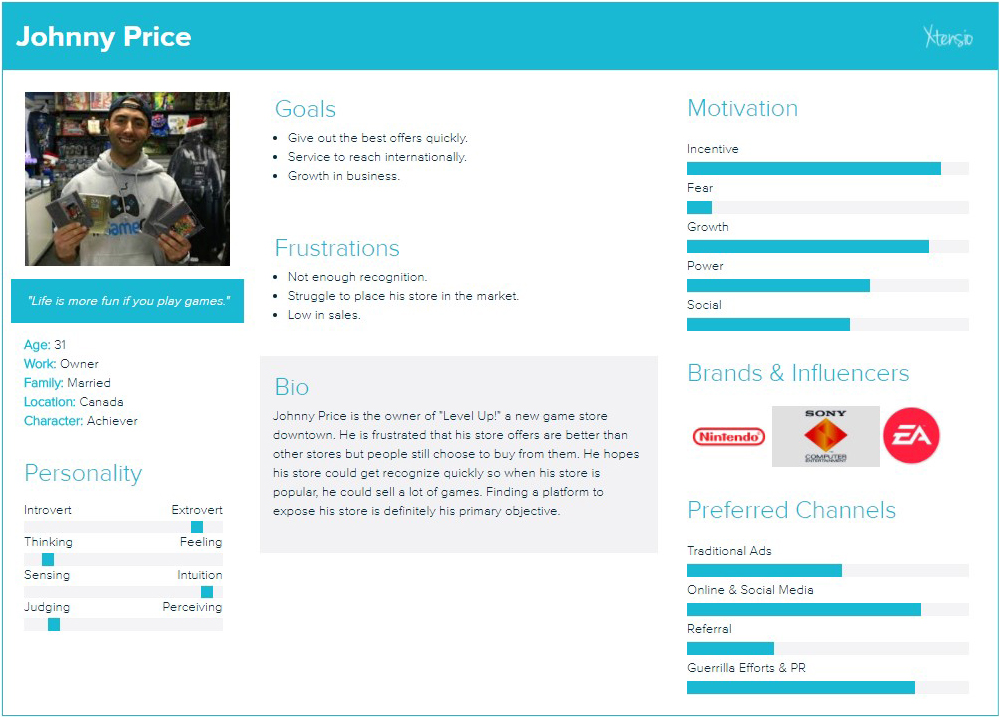 Johnny Price
Xtensio
"Life is more fun if you play games."
Age: 31
Work: Owner
Family: Married
Location: Canada
Character: Achiever
Personality
Introvert Extrovert
Thinking Feeling
Sensing Intuition
Judging Perceiving
Goals
Give out the best offers quickly.
Service to reach internationally.
Growth in business.
Frustrations
Not enough recognition.
Struggle to place his store in the market.
Low in sales.
Bio
Johnny Price is the owner of "Level Up!" a new game store
downtown. He is frustrated that his store offers are better than
other stores but people still choose to buy from them. He hopes
his store could get recognize quickly so when his store is
popular, he could sell a lot of games. Finding a platform to
expose his store is definitely his primary objective.
Motivation
Incentive
Fear
Growth
Power
Social
Brands & Influencers
Nintendo
SONY
COMPUTER
ENTERTAINMENT
EA
Preferred Channels
Traditional Ads
Online & Social Media
Referral
Guerrilla Efforts & PR